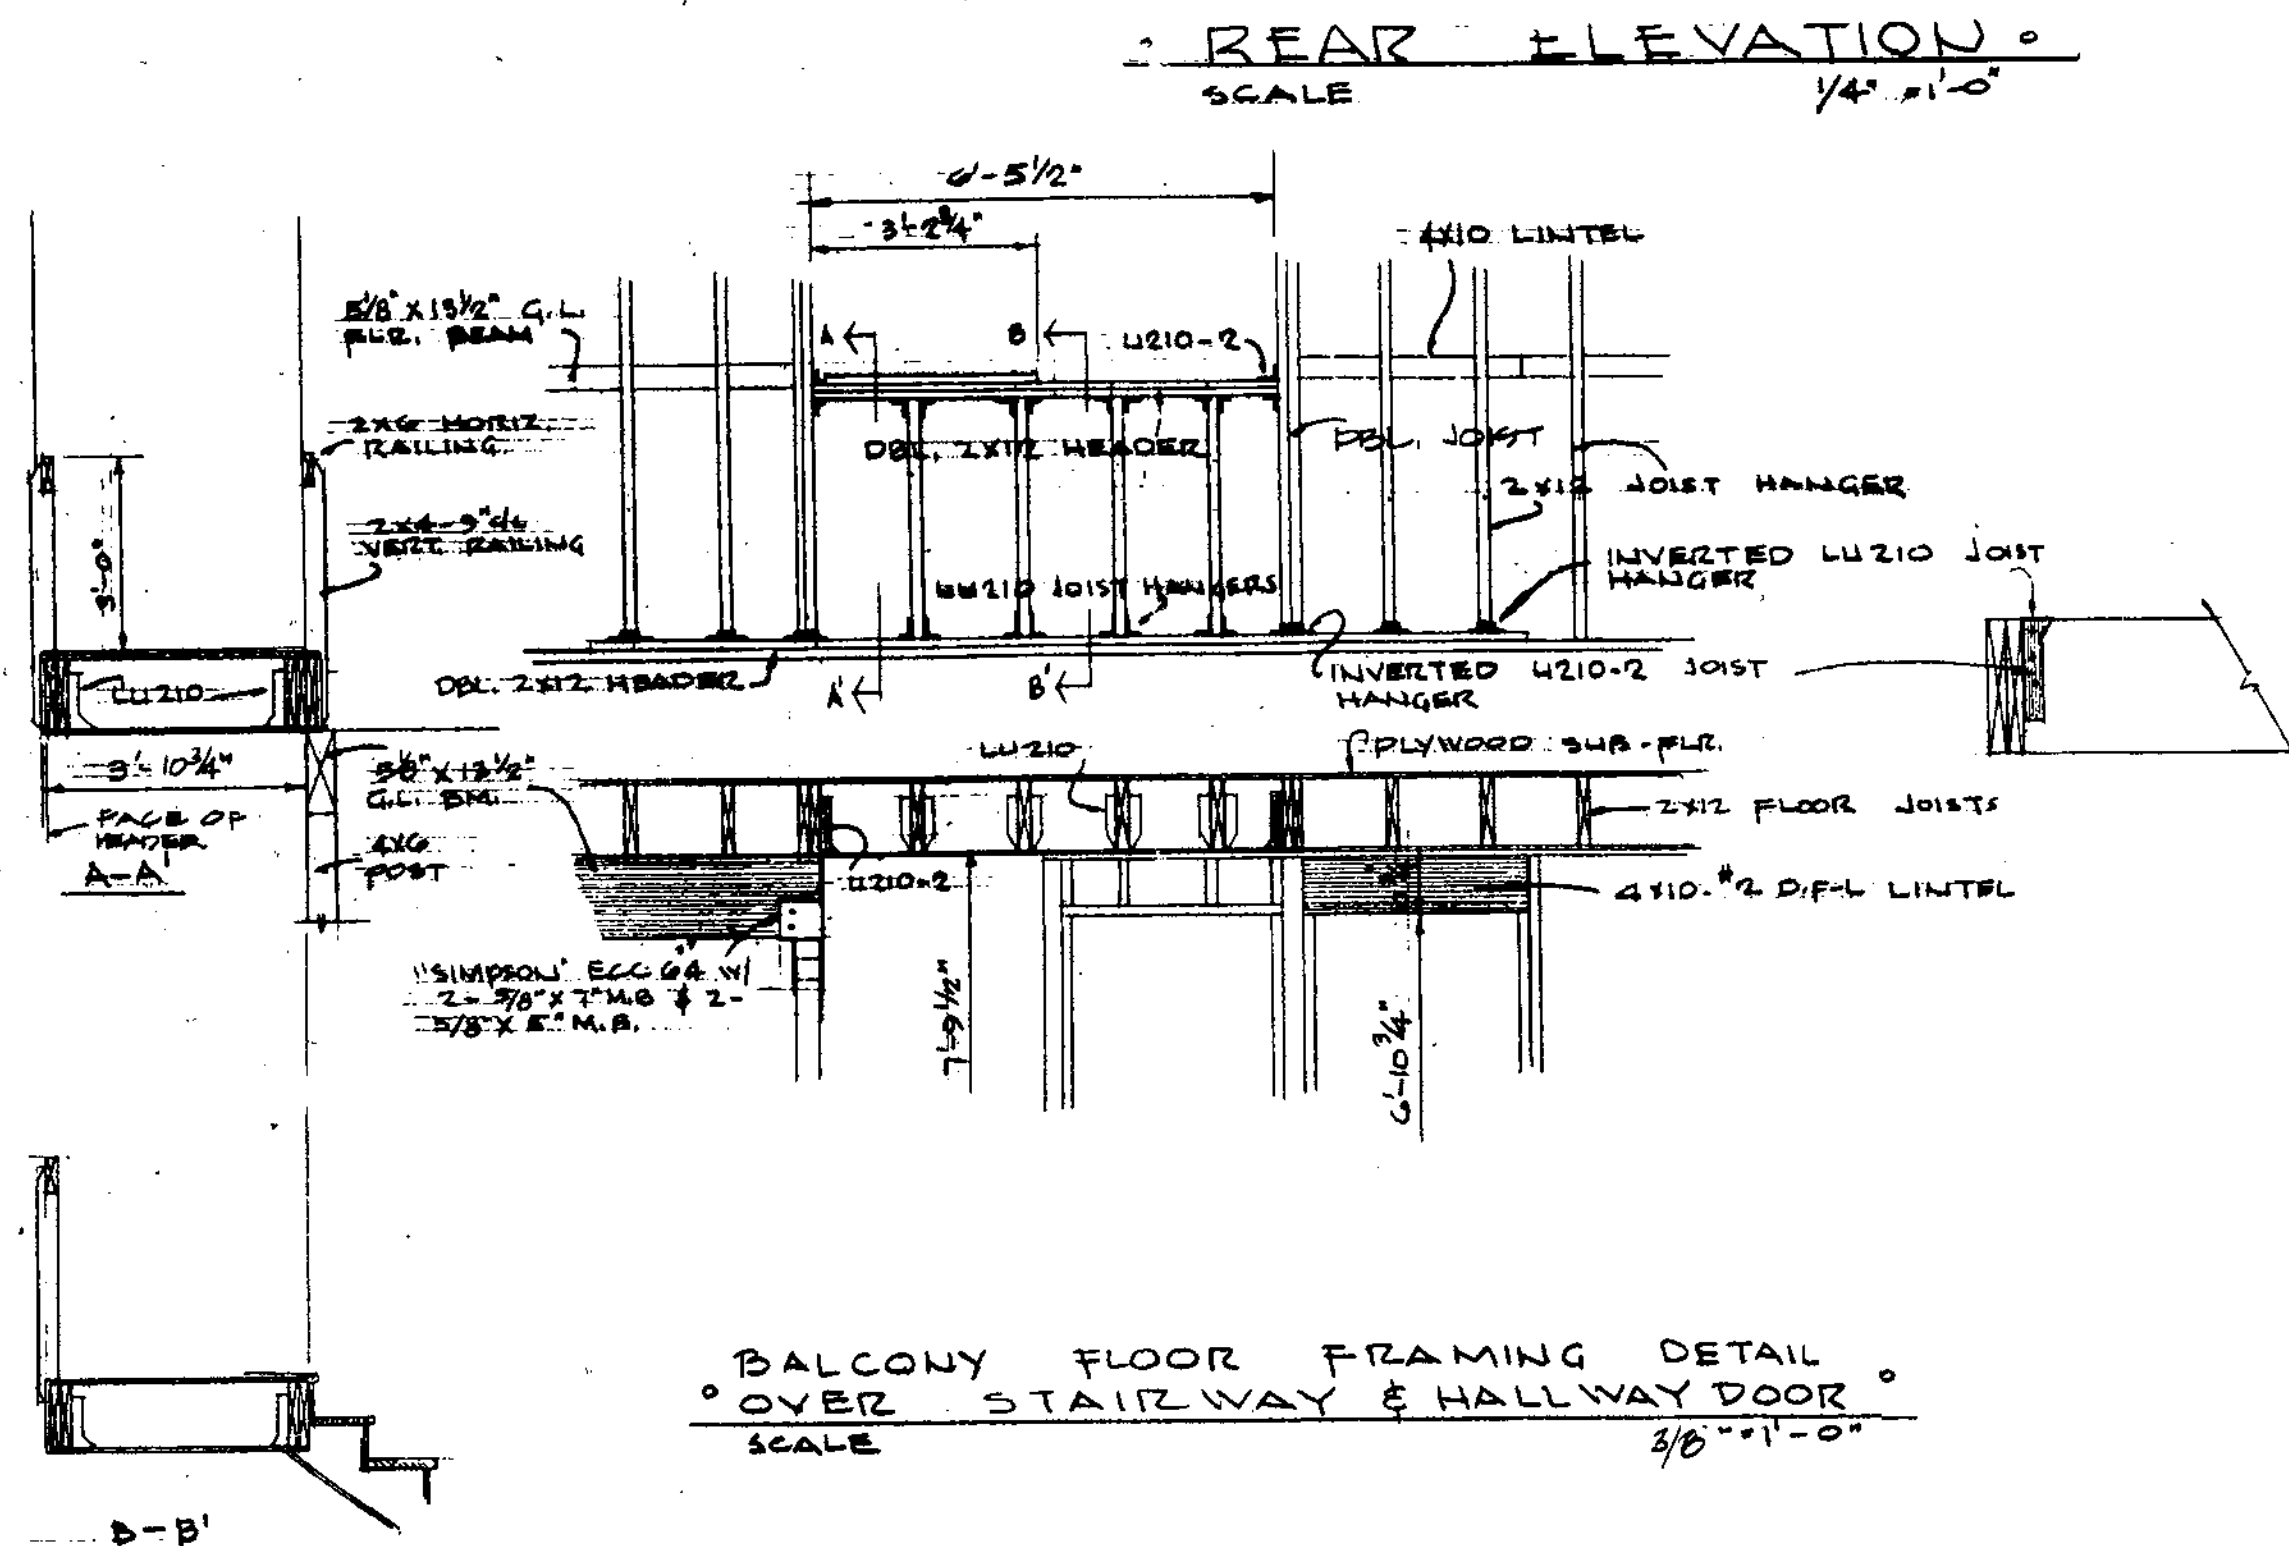 ° REAR ELEVATION °
SCALE 1/4" = 1'-0"
6'-5 1/2"
3'-2 3/4"
4X10 LINTEL
5 1/8" X 13 1/2" G.L.
FLR. BEAM
A
B
U210-2
2X6 HORIZ.
RAILING
DBL. 2X12 HEADER
DBL. JOIST
2X12 JOIST HANGER
3'-0"
2X4-9" c/c
VERT. RAILING
INVERTED LU210 JOIST
HANGER
LU210 JOIST HANGERS
LU210
DBL. 2X12 HEADER
A'
B'
INVERTED U210-2 JOIST
HANGER
3'-10 3/4"
5 1/8" X 13 1/2"
G.L. BM.
LU210
PLYWOOD SUB-FLR.
FACE OF
HEADER
A-A'
4X6
POST
2X12 FLOOR JOISTS
U210-2
4X10-#2 D.F-L LINTEL
"SIMPSON" ECC 64 W/
2- 5/8" X 7" M.B & 2-
5/8" X 5" M.B.
7'-9 1/2"
6'-10 3/4"
BALCONY FLOOR FRAMING DETAIL
° OVER STAIRWAY & HALLWAY DOOR °
SCALE 3/8" = 1'-0"
B-B'